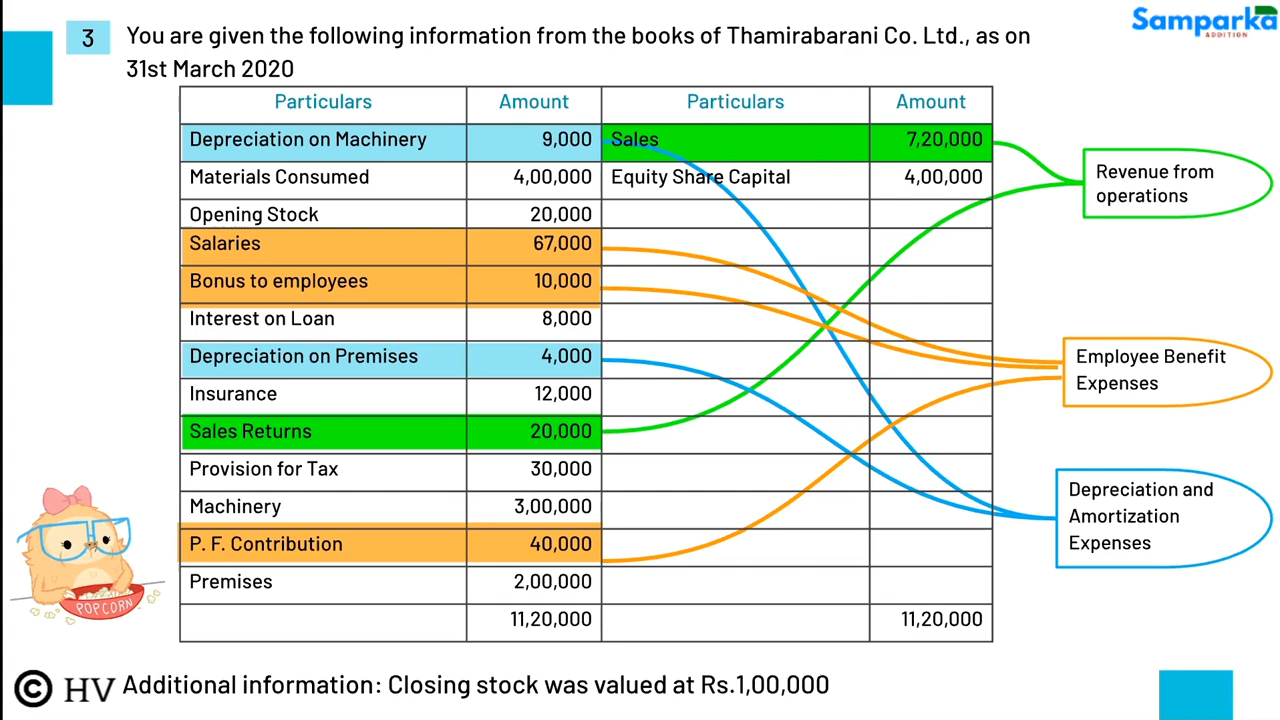 Samparka
ADDITION
3 You are given the following information from the books of Thamirabarani Co. Ltd., as on
31st March 2020
Particulars Amount Particulars Amount
Depreciation on Machinery 9,000 Sales 7,20,000
Materials Consumed 4,00,000 Equity Share Capital 4,00,000
Opening Stock 20,000
Salaries 67,000
Bonus to employees 10,000
Interest on Loan 8,000
Depreciation on Premises 4,000
Insurance 12,000
Sales Returns 20,000
Provision for Tax 30,000
Machinery 3,00,000
P. F. Contribution 40,000
Premises 2,00,000
11,20,000 11,20,000
Revenue from
operations
Employee Benefit
Expenses
Depreciation and
Amortization
Expenses
POPCORN
© HV Additional information: Closing stock was valued at Rs.1,00,000